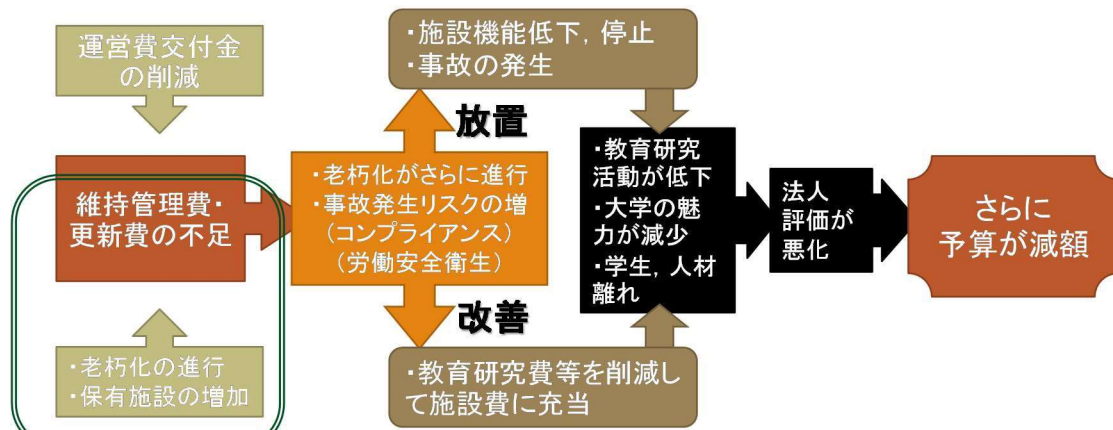 運営費交付金
の削減
維持管理費・
更新費の不足
・老朽化の進行
・保有施設の増加
・老朽化がさらに進行
・事故発生リスクの増
（コンプライアンス）
（労働安全衛生）
放置
・施設機能低下，停止
・事故の発生
改善
・教育研究費等を削減し
て施設費に充当
・教育研究
活動が低下
・大学の魅
力が減少
・学生，人材
離れ
法人
評価が
悪化
さらに
予算が減額